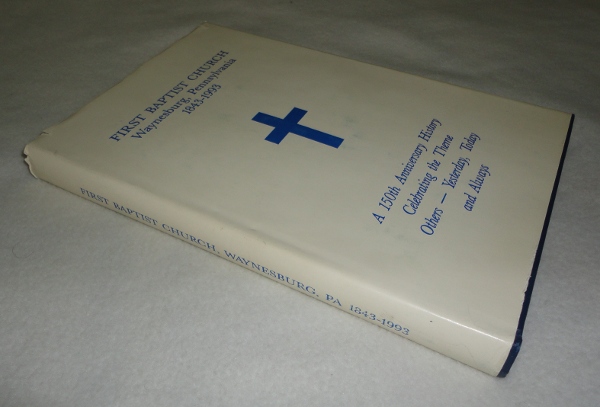 FIRST BAPTIST CHURCH
Waynesburg, Pennsylvania
1843-1993
A 150th Anniversary History
Celebrating the Theme
Others — Yesterday, Today
and Always
FIRST BAPTIST CHURCH, WAYNESBURG, PA 1843-1993